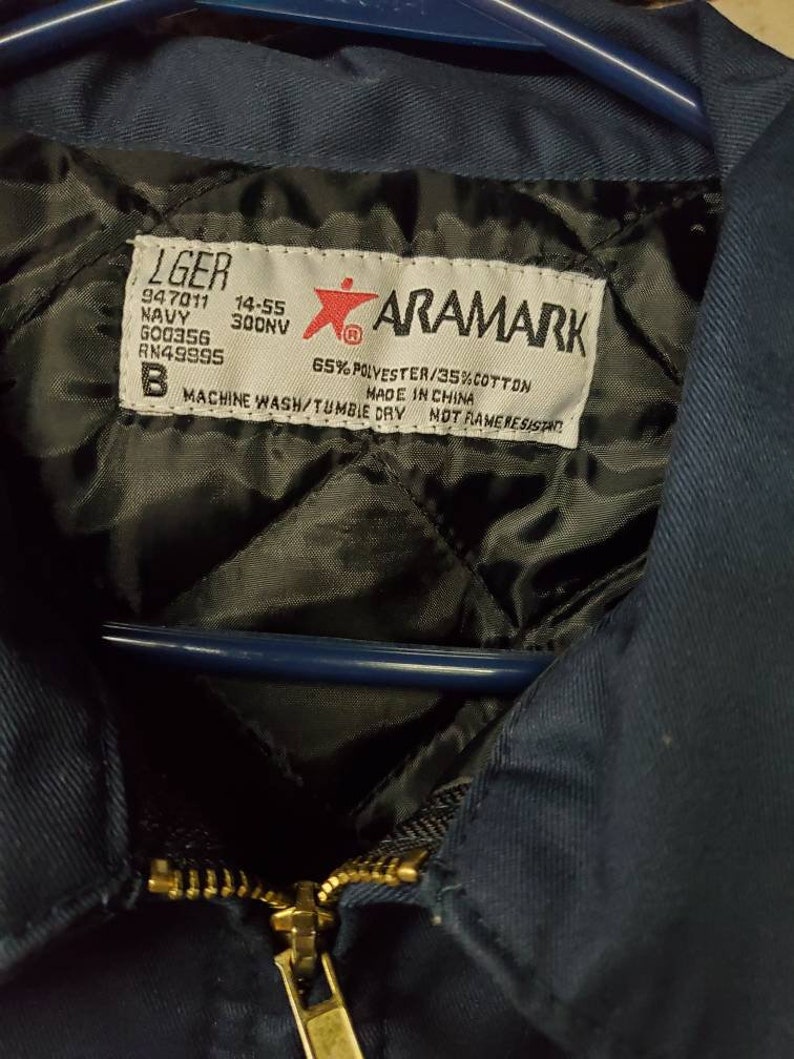 LGER
947011 14-55
NAVY 300NV
G00356
RN49995
B
® ARAMARK
65% POLYESTER/35% COTTON
MADE IN CHINA
MACHINE WASH/TUMBLE DRY NOT FLAME RESISTANT